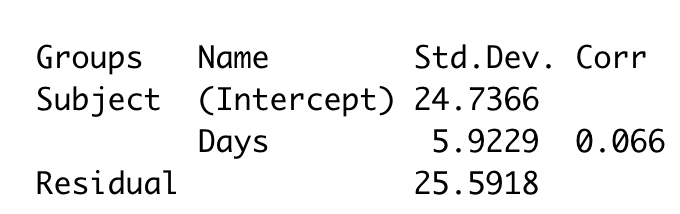 Groups Name Std.Dev. Corr
Subject (Intercept) 24.7366
Days 5.9229 0.066
Residual 25.5918